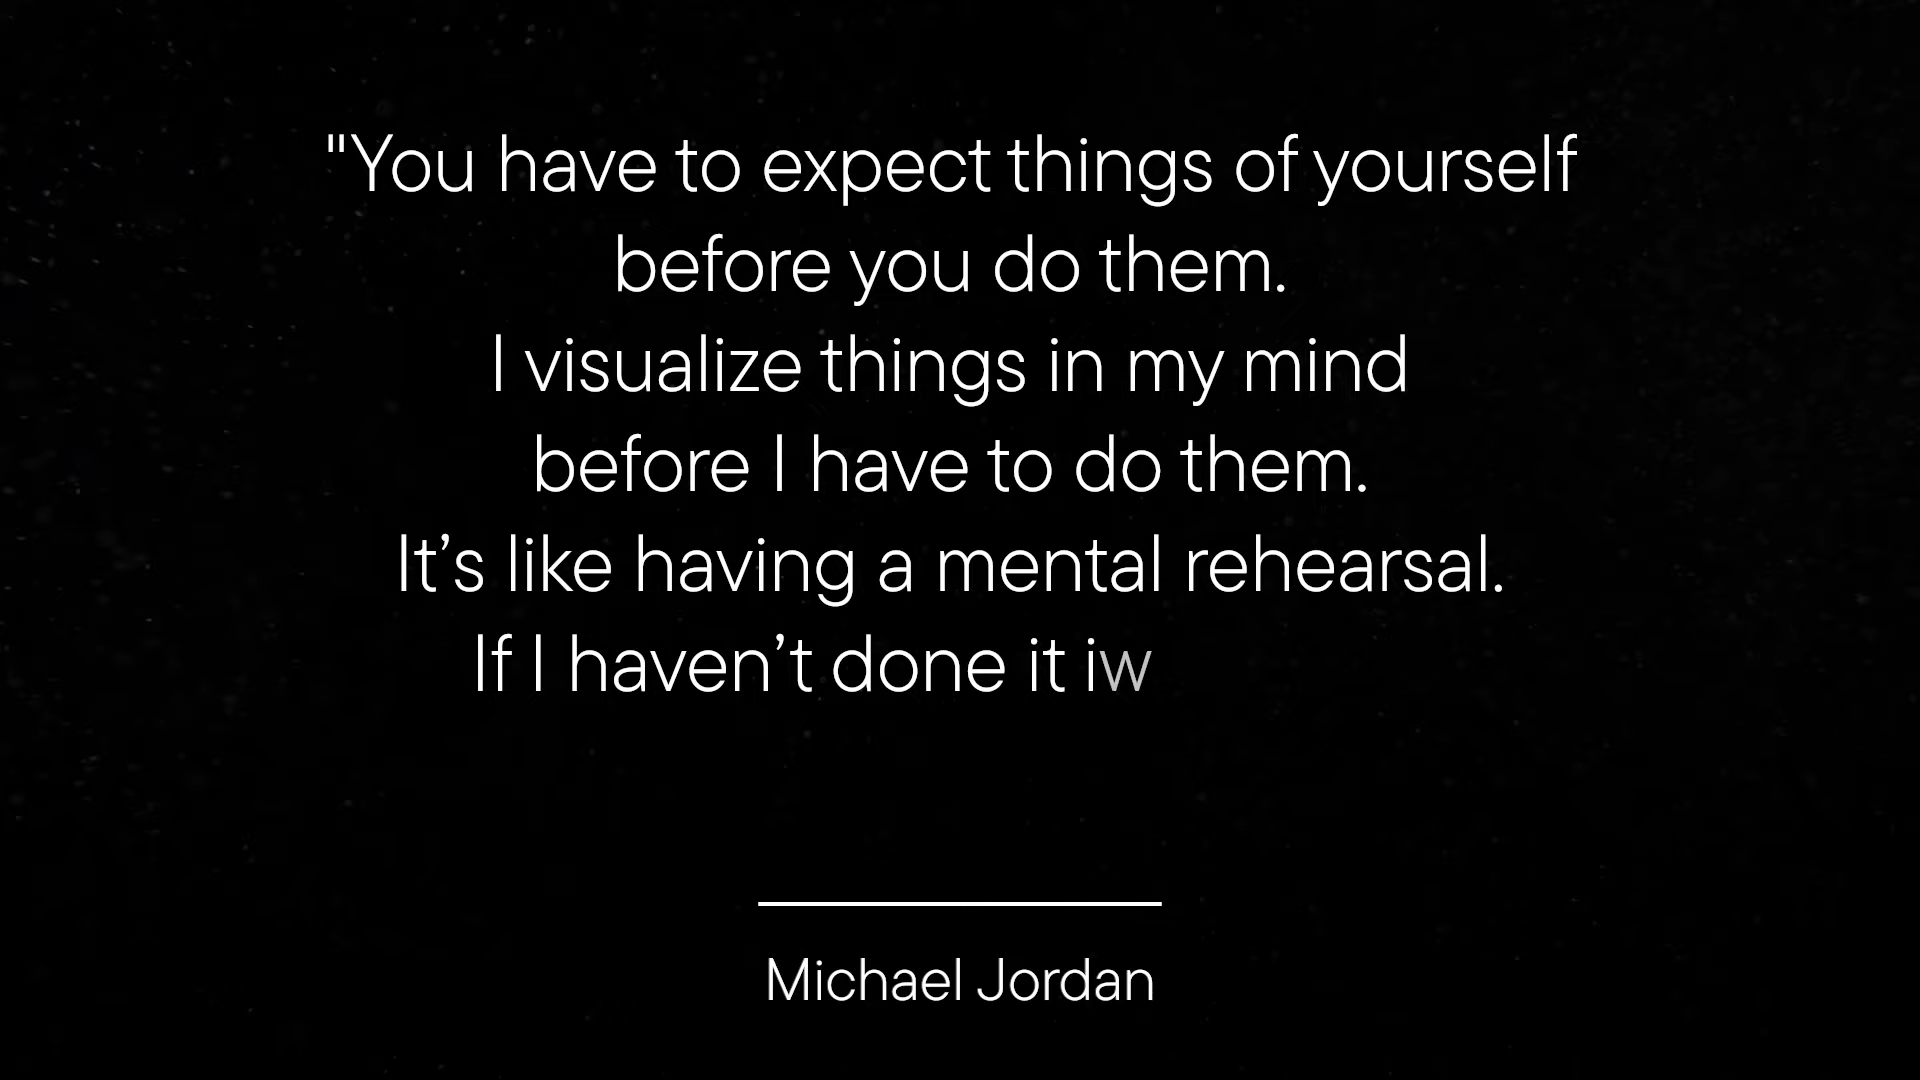 "You have to expect things of yourself
before you do them.
I visualize things in my mind
before I have to do them.
It’s like having a mental rehearsal.
If I haven’t done it iw
Michael Jordan